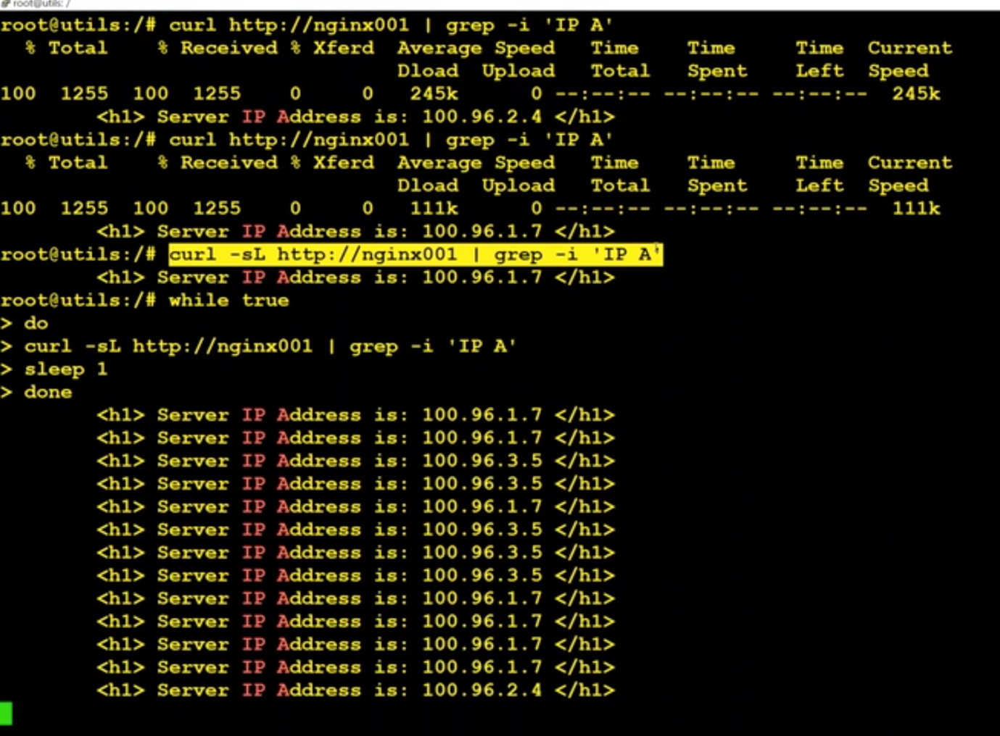 root@utils: /
root@utils:/# curl http://nginx001 | grep -i 'IP A'
  % Total    % Received % Xferd  Average Speed   Time    Time     Time  Current
                                 Dload  Upload   Total   Spent    Left  Speed
100  1255  100  1255    0     0   245k      0 --:--:-- --:--:-- --:--:--  245k
        <h1> Server IP Address is: 100.96.2.4 </h1>
root@utils:/# curl http://nginx001 | grep -i 'IP A'
  % Total    % Received % Xferd  Average Speed   Time    Time     Time  Current
                                 Dload  Upload   Total   Spent    Left  Speed
100  1255  100  1255    0     0   111k      0 --:--:-- --:--:-- --:--:--  111k
        <h1> Server IP Address is: 100.96.1.7 </h1>
root@utils:/# curl -sL http://nginx001 | grep -i 'IP A'
        <h1> Server IP Address is: 100.96.1.7 </h1>
root@utils:/# while true
> do
> curl -sL http://nginx001 | grep -i 'IP A'
> sleep 1
> done
        <h1> Server IP Address is: 100.96.1.7 </h1>
        <h1> Server IP Address is: 100.96.1.7 </h1>
        <h1> Server IP Address is: 100.96.3.5 </h1>
        <h1> Server IP Address is: 100.96.3.5 </h1>
        <h1> Server IP Address is: 100.96.1.7 </h1>
        <h1> Server IP Address is: 100.96.3.5 </h1>
        <h1> Server IP Address is: 100.96.3.5 </h1>
        <h1> Server IP Address is: 100.96.3.5 </h1>
        <h1> Server IP Address is: 100.96.1.7 </h1>
        <h1> Server IP Address is: 100.96.1.7 </h1>
        <h1> Server IP Address is: 100.96.1.7 </h1>
        <h1> Server IP Address is: 100.96.1.7 </h1>
        <h1> Server IP Address is: 100.96.2.4 </h1>